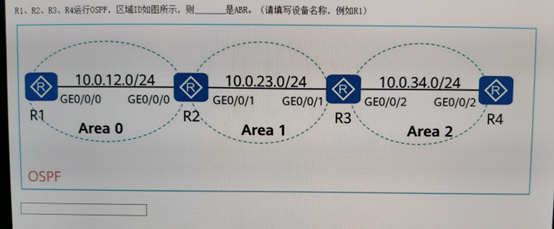 R1、R2、R3、R4运行OSPF，区域ID如图所示，则______是ABR。（请填写设备名称，例如R1）
10.0.12.0/24 10.0.23.0/24 10.0.34.0/24
R R R R
GE0/0/0 GE0/0/0 GE0/0/1 GE0/0/1 GE0/0/2 GE0/0/2
R1 R2 R3 R4
Area 0 Area 1 Area 2
OSPF